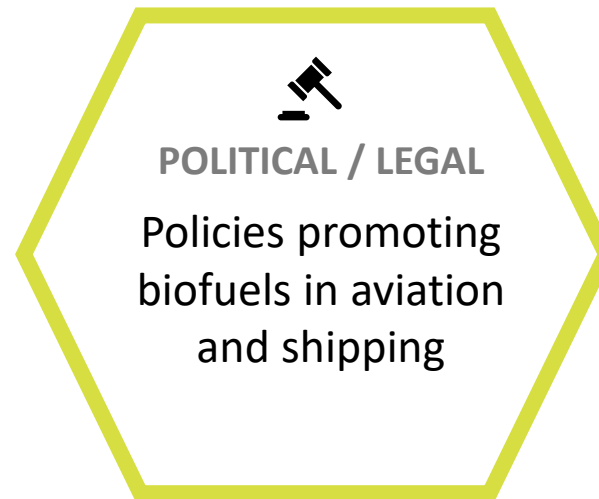 POLITICAL / LEGAL
Policies promoting
biofuels in aviation
and shipping